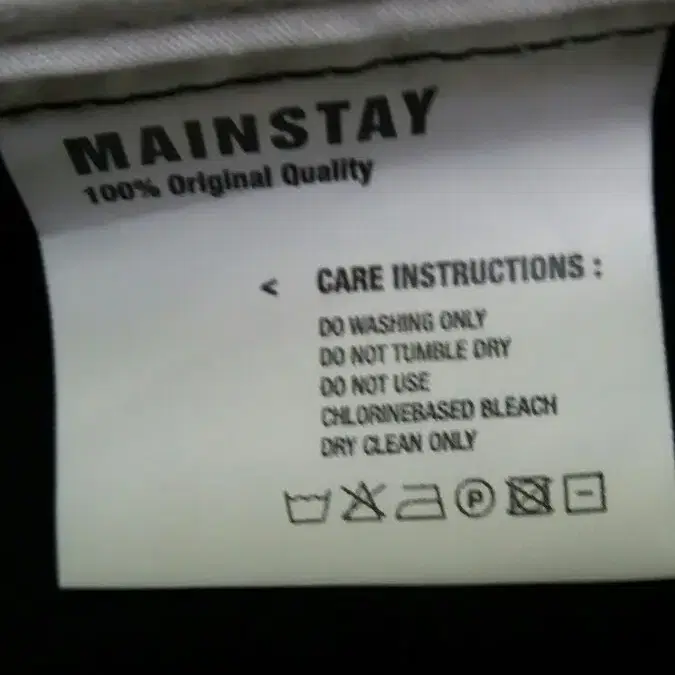 MAINSTAY
100% Original Quality
< CARE INSTRUCTIONS :
DO WASHING ONLY
DO NOT TUMBLE DRY
DO NOT USE
CHLORINEBASED BLEACH
DRY CLEAN ONLY
P